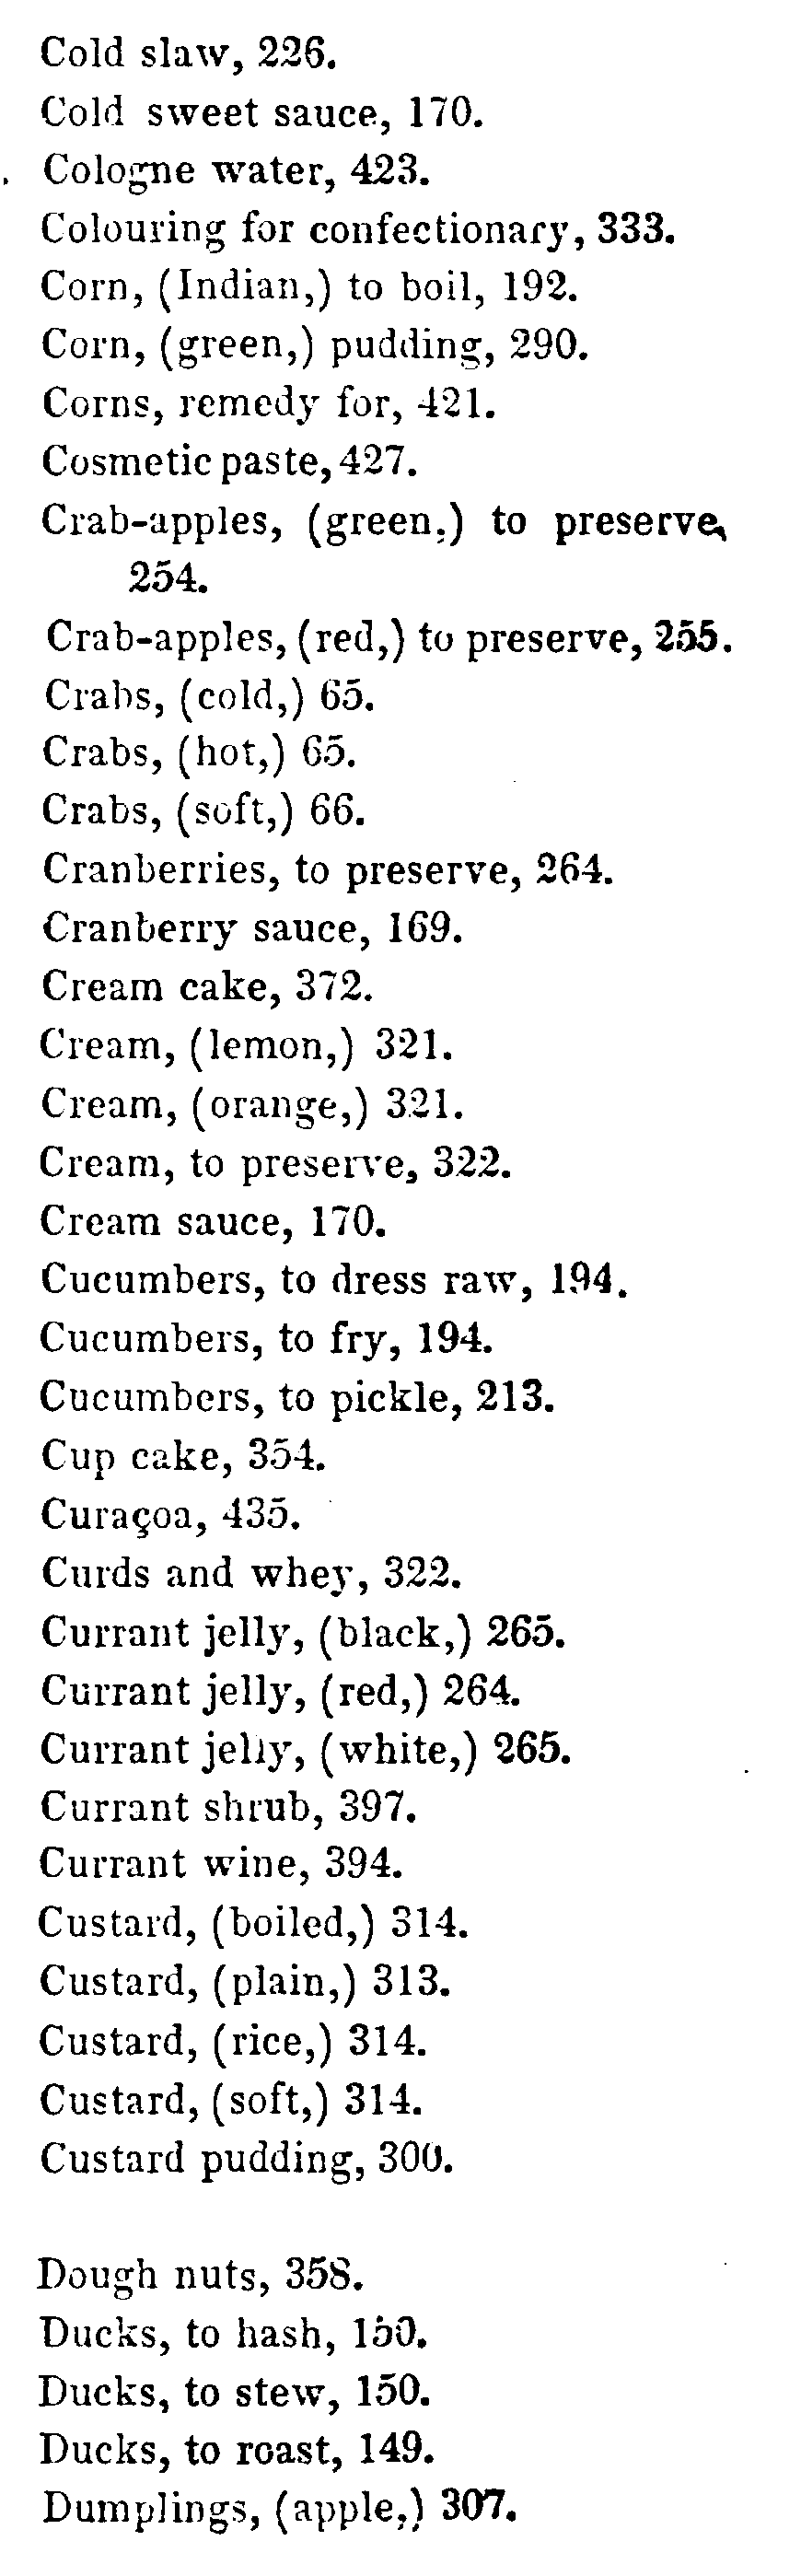 Cold slaw, 226.
Cold sweet sauce, 170.
Cologne water, 423.
Colouring for confectionary, 333.
Corn, (Indian,) to boil, 192.
Corn, (green,) pudding, 290.
Corns, remedy for, 421.
Cosmetic paste, 427.
Crab-apples, (green,) to preserve,
254.
Crab-apples, (red,) to preserve, 255.
Crabs, (cold,) 65.
Crabs, (hot,) 65.
Crabs, (soft,) 66.
Cranberries, to preserve, 264.
Cranberry sauce, 169.
Cream cake, 372.
Cream, (lemon,) 321.
Cream, (orange,) 321.
Cream, to preserve, 322.
Cream sauce, 170.
Cucumbers, to dress raw, 194.
Cucumbers, to fry, 194.
Cucumbers, to pickle, 213.
Cup cake, 354.
Curaçoa, 435.
Curds and whey, 322.
Currant jelly, (black,) 265.
Currant jelly, (red,) 264.
Currant jelly, (white,) 265.
Currant shrub, 397.
Currant wine, 394.
Custard, (boiled,) 314.
Custard, (plain,) 313.
Custard, (rice,) 314.
Custard, (soft,) 314.
Custard pudding, 300.
Dough nuts, 358.
Ducks, to hash, 150.
Ducks, to stew, 150.
Ducks, to roast, 149.
Dumplings, (apple,) 307.